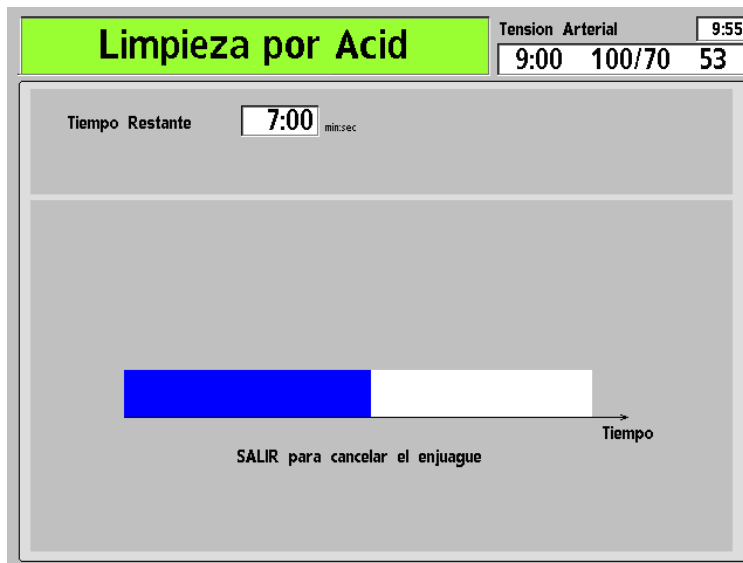 Limpieza por Acid
Tension Arterial 9:55
9:00 100/70 53
Tiempo Restante 7:00 min:sec
Tiempo
SALIR para cancelar el enjuague